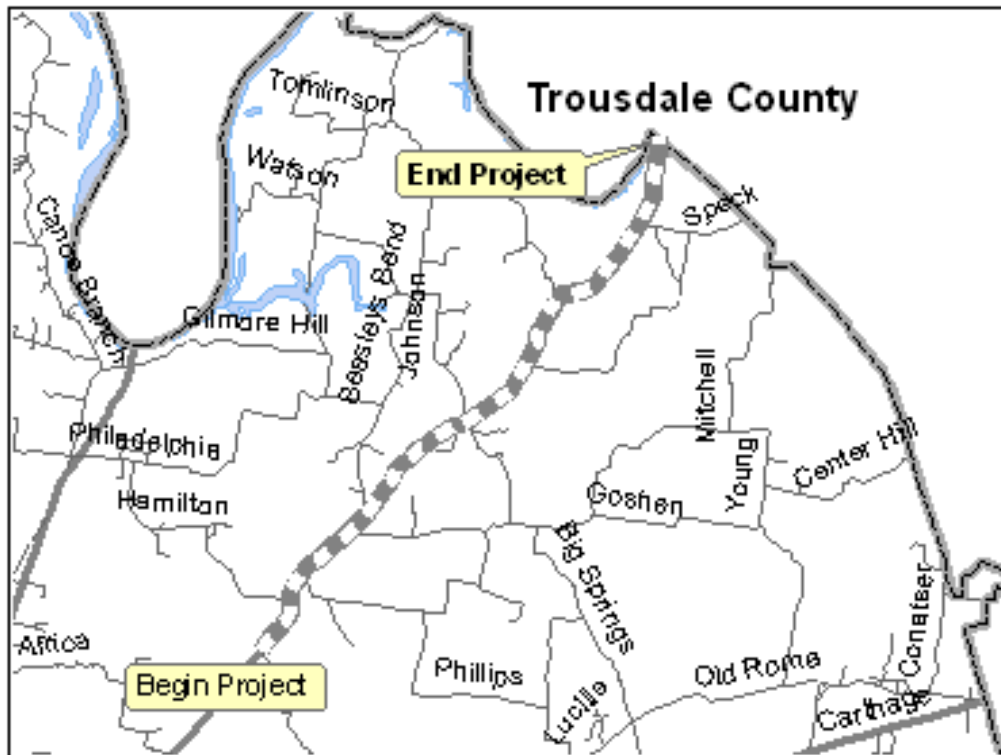 Tomlinson
Trousdale County
Watson
End Project
Speck
Canoe Branch
Beasleys Bend
Johnson
Gilmore Hill
Mitchell
Philadelphia
Center Hill
Young
Hamilton
Goshen
Big Springs
Conatser
Africa
Phillips
Old Rome
Begin Project
Lucille
Carthage